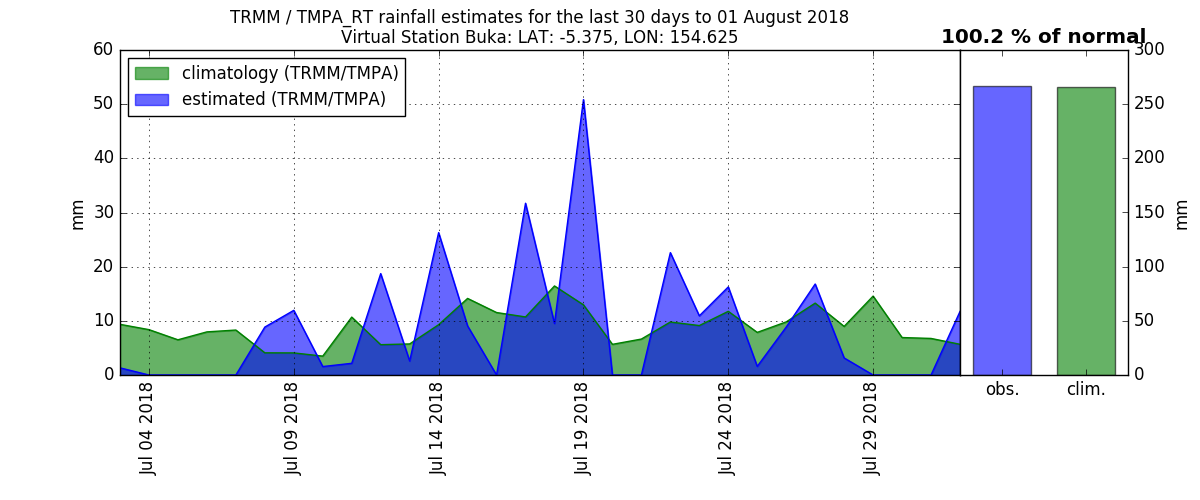 TRMM / TMPA_RT rainfall estimates for the last 30 days to 01 August 2018
Virtual Station Buka: LAT: -5.375, LON: 154.625
100.2 % of normal
climatology (TRMM/TMPA)
estimated (TRMM/TMPA)
60
50
40
30
20
10
0
mm
Jul 04 2018
Jul 09 2018
Jul 14 2018
Jul 19 2018
Jul 24 2018
Jul 29 2018
300
250
200
150
100
50
0
mm
obs.
clim.